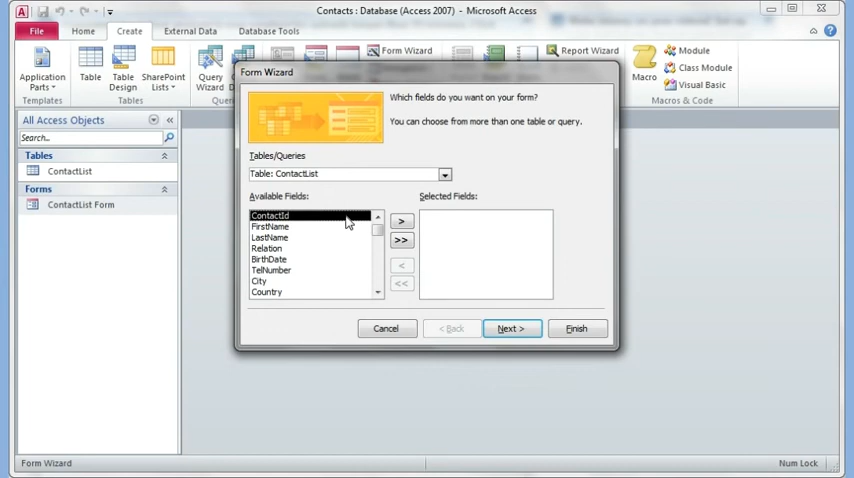 Contacts : Database (Access 2007) - Microsoft Access
File Home Create External Data Database Tools
Form Wizard
Report Wizard
Module
Class Module
Visual Basic
Application Parts
Table
Table Design
SharePoint Lists
Query Wizard
Macro
Templates
Tables
Macros & Code
All Access Objects
Search...
Tables
ContactList
Forms
ContactList Form
Form Wizard
Which fields do you want on your form?
You can choose from more than one table or query.
Tables/Queries
Table: ContactList
Available Fields:
Selected Fields:
ContactId
FirstName
LastName
Relation
BirthDate
TelNumber
City
Country
>
>>
<
<<
Cancel
< Back
Next >
Finish
Form Wizard
Num Lock